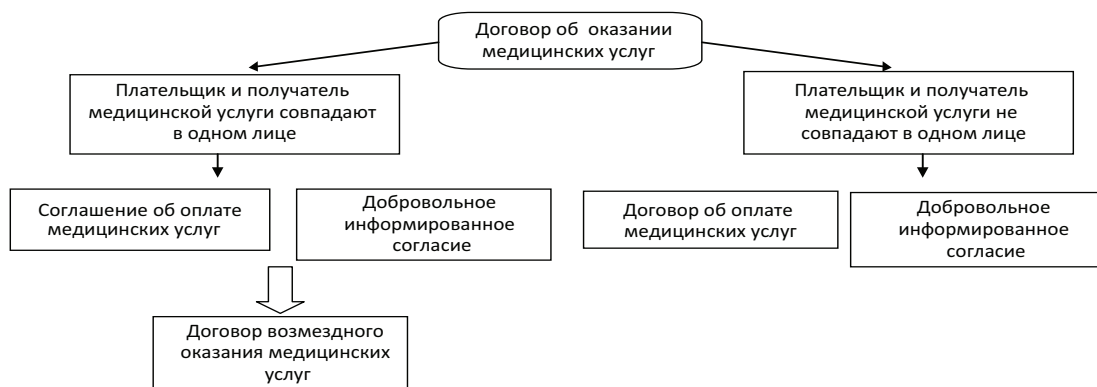 Договор об оказании
медицинских услуг
Плательщик и получатель
медицинской услуги совпадают
в одном лице
Плательщик и получатель
медицинской услуги не
совпадают в одном лице
Соглашение об оплате
медицинских услуг
Добровольное
информированное
согласие
Договор об оплате
медицинских услуг
Добровольное
информированное
согласие
Договор возмездного
оказания медицинских
услуг